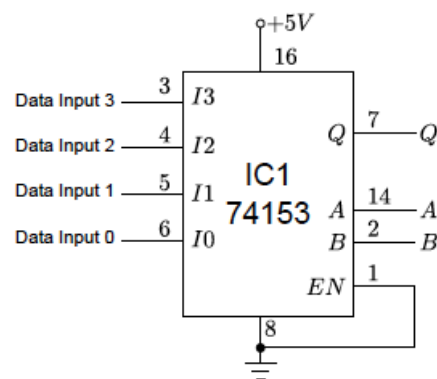 +5V
16
Data Input 3 3 I3
Data Input 2 4 I2
Data Input 1 5 I1
Data Input 0 6 I0
IC1
74153
Q 7 Q
A 14 A
B 2 B
EN 1
8